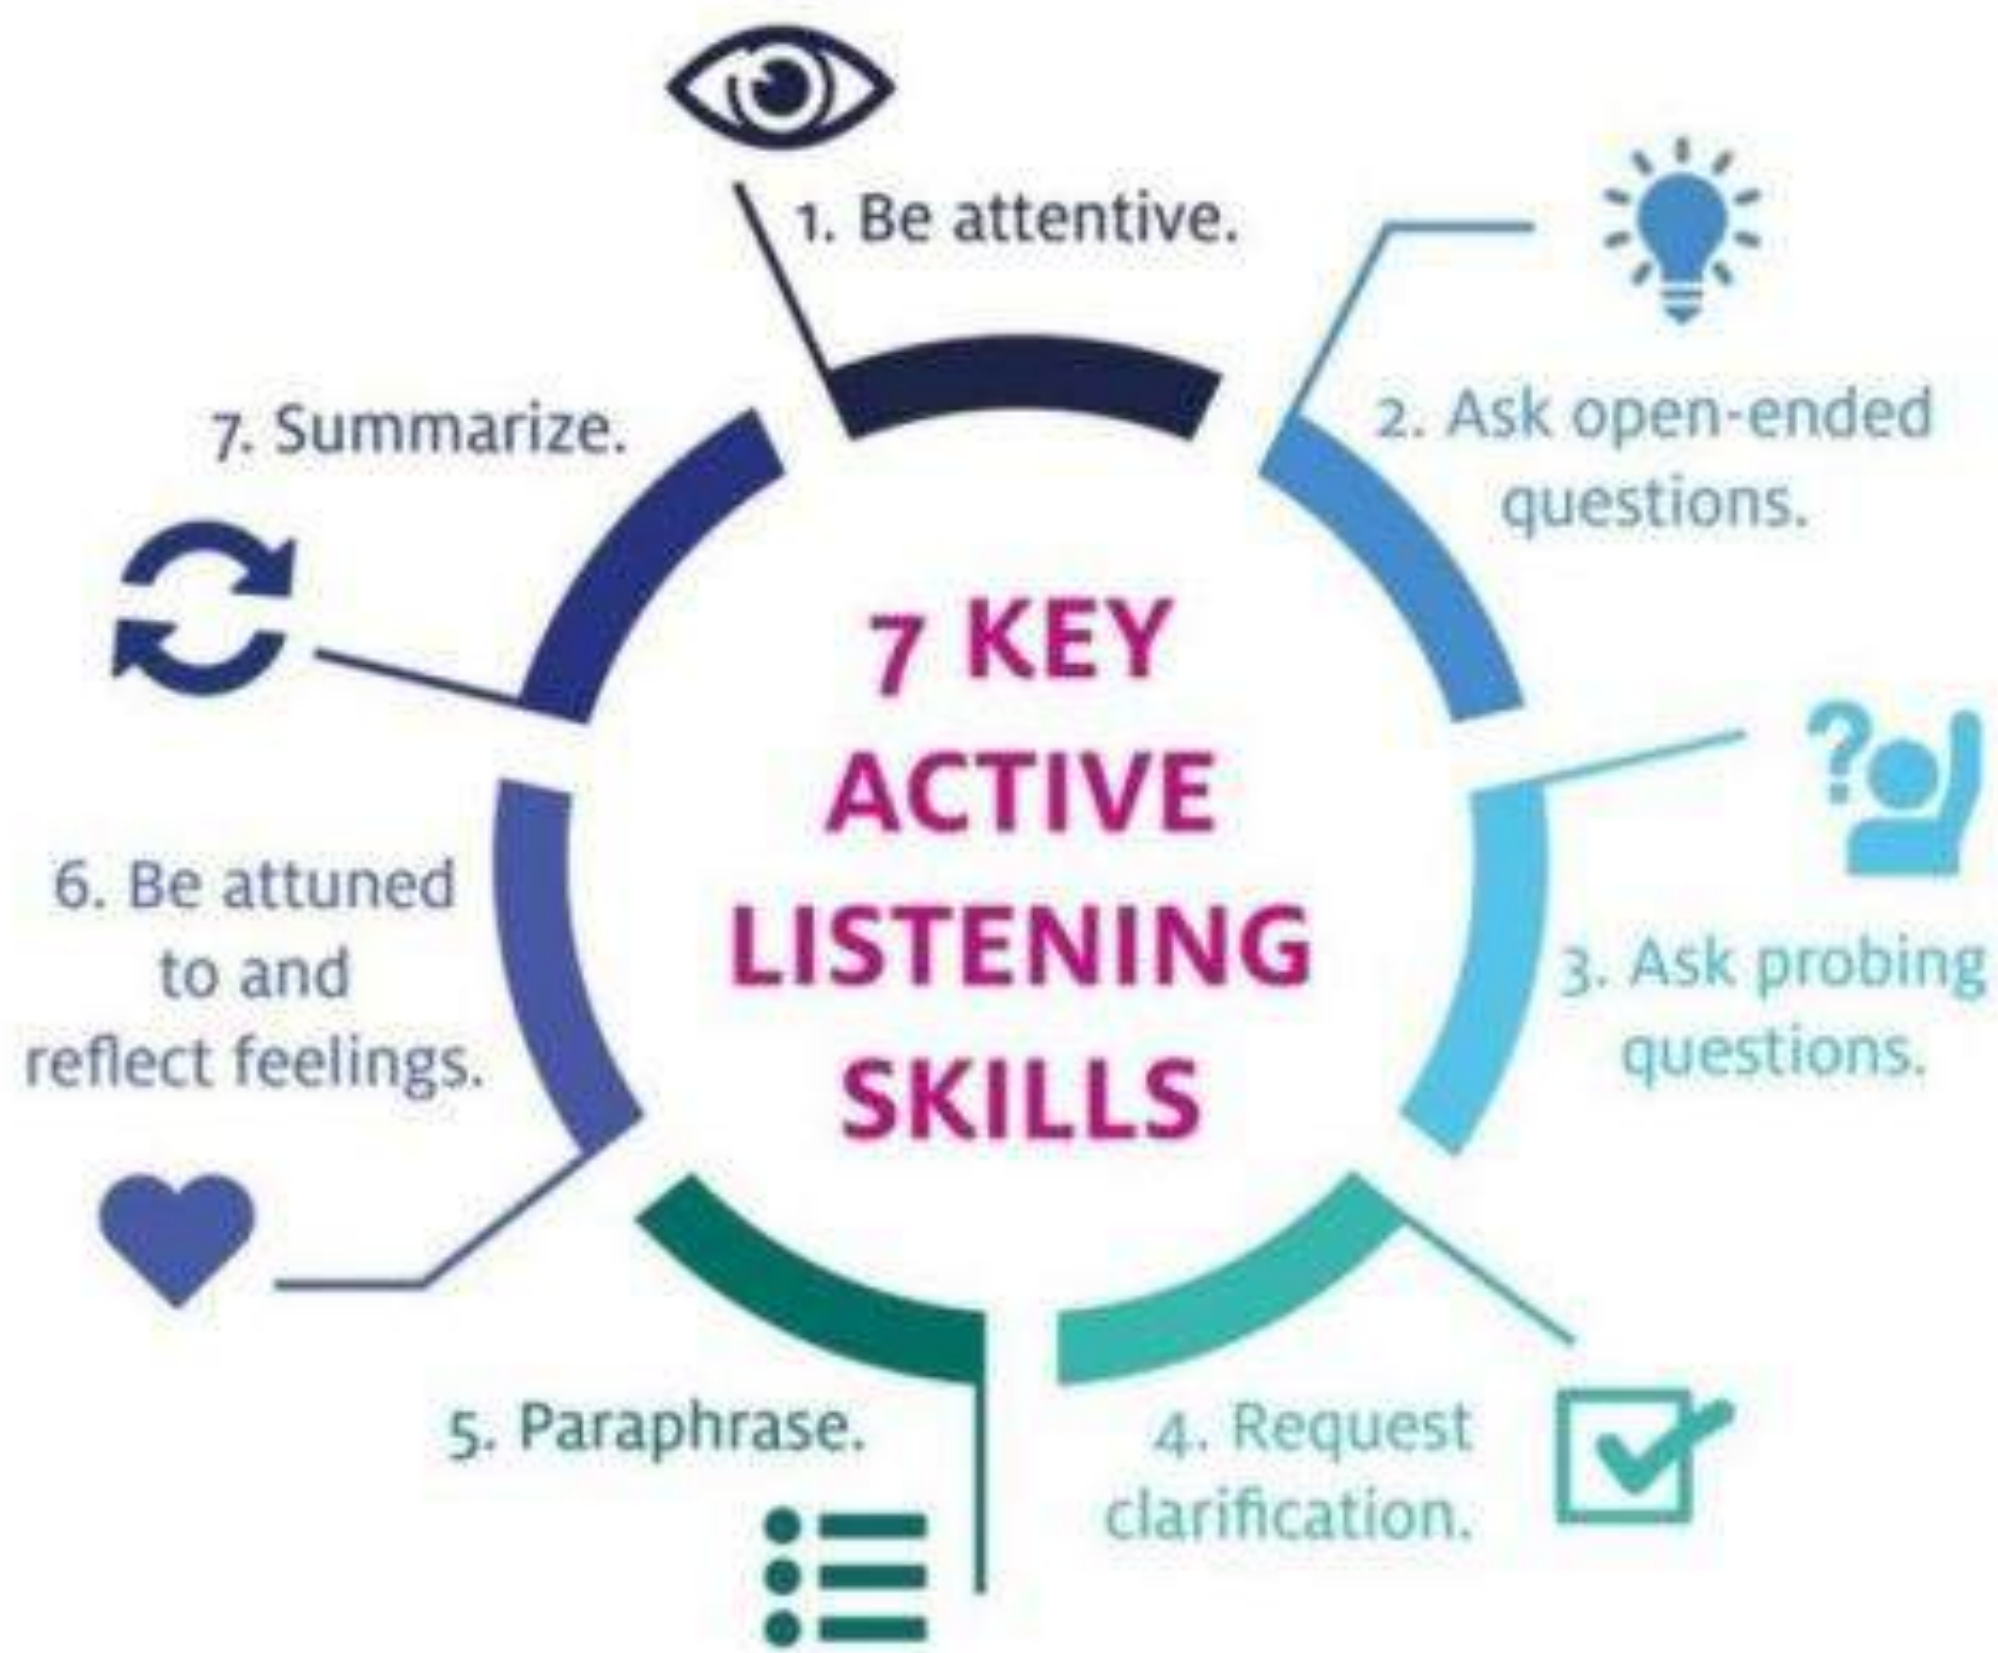 7 KEY
ACTIVE
LISTENING
SKILLS
1. Be attentive.
2. Ask open-ended
questions.
3. Ask probing
questions.
4. Request
clarification.
5. Paraphrase.
6. Be attuned
to and
reflect feelings.
7. Summarize.